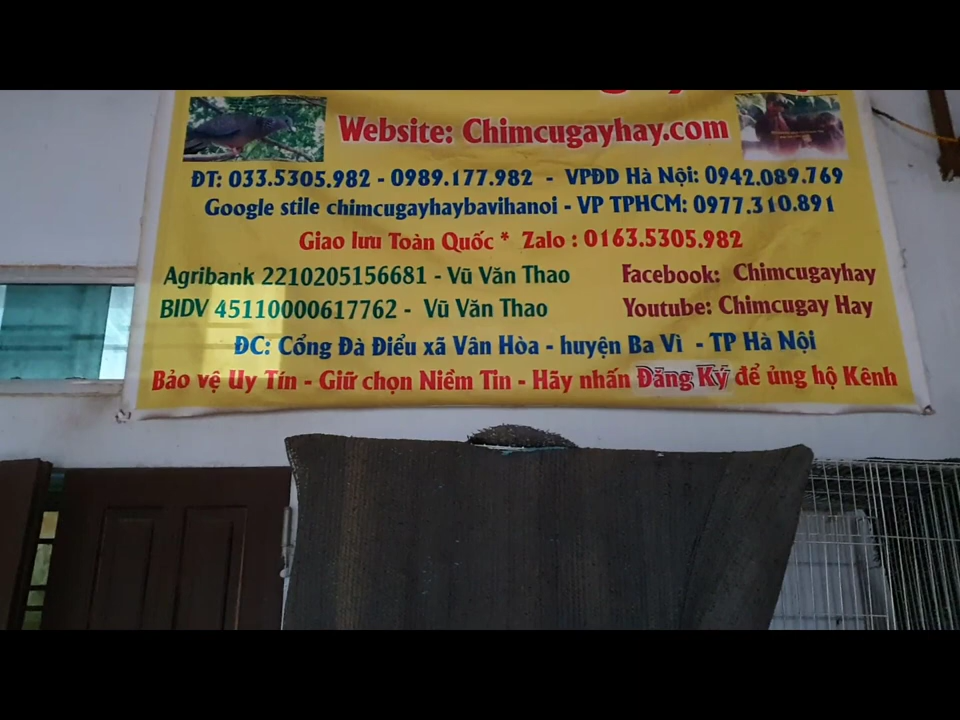 Website: Chimcugayhay.com
ĐT: 033.5305.982 - 0989.177.982 - VPĐD Hà Nội: 0942.089.769
Google stile chimcugayhaybavihanoi - VP TPHCM: 0977.310.891
Giao lưu Toàn Quốc * Zalo : 0163.5305.982
Agribank 2210205156681 - Vũ Văn Thao Facebook: Chimcugayhay
BIDV 45110000617762 - Vũ Văn Thao Youtube: Chimcugay Hay
ĐC: Cổng Đà Điểu xã Vân Hòa - huyện Ba Vì - TP Hà Nội
Bảo vệ Uy Tín - Giữ chọn Niềm Tin - Hãy nhấn Đăng Ký để ủng hộ Kênh